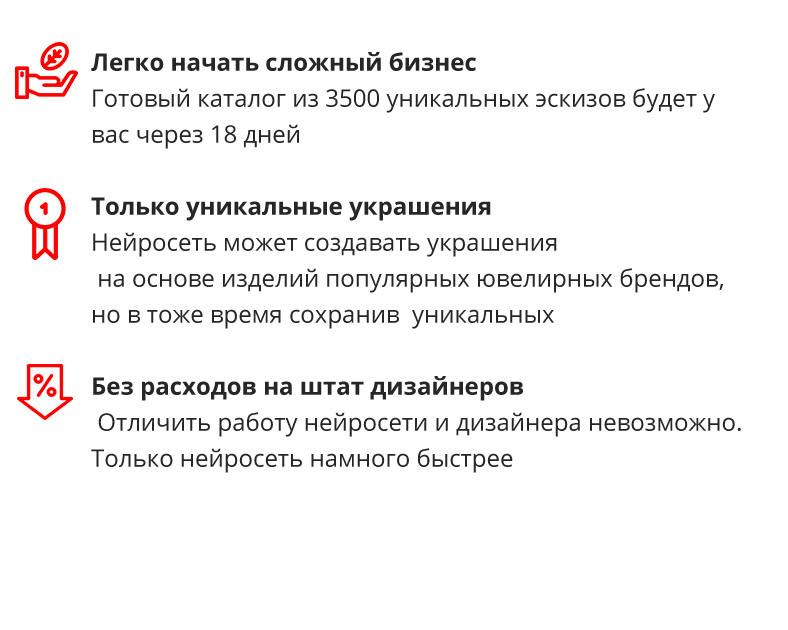 Легко начать сложный бизнес
Готовый каталог из 3500 уникальных эскизов будет у
вас через 18 дней
1
Только уникальные украшения
Нейросеть может создавать украшения
на основе изделий популярных ювелирных брендов,
но в тоже время сохранив уникальных
%
Без расходов на штат дизайнеров
Отличить работу нейросети и дизайнера невозможно.
Только нейросеть намного быстрее